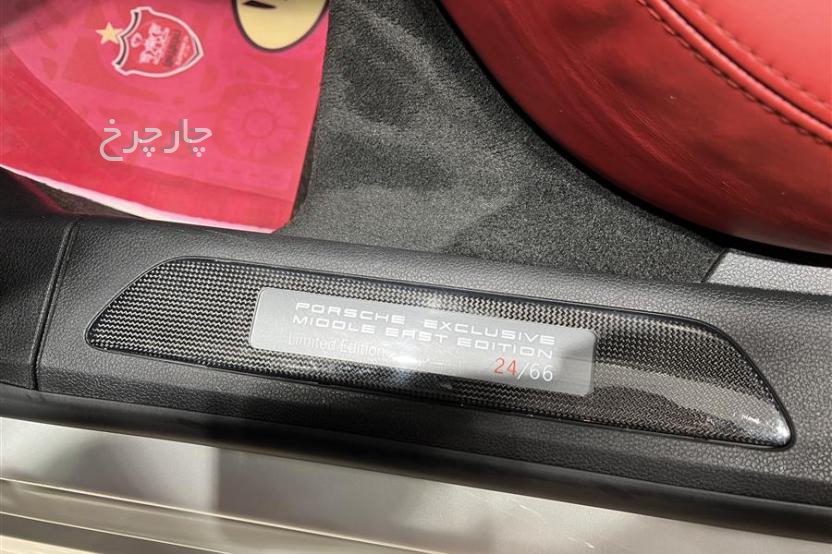 چارچرخ
PORSCHE EXCLUSIVE
MIDDLE EAST EDITION
Limited Edition
24/66